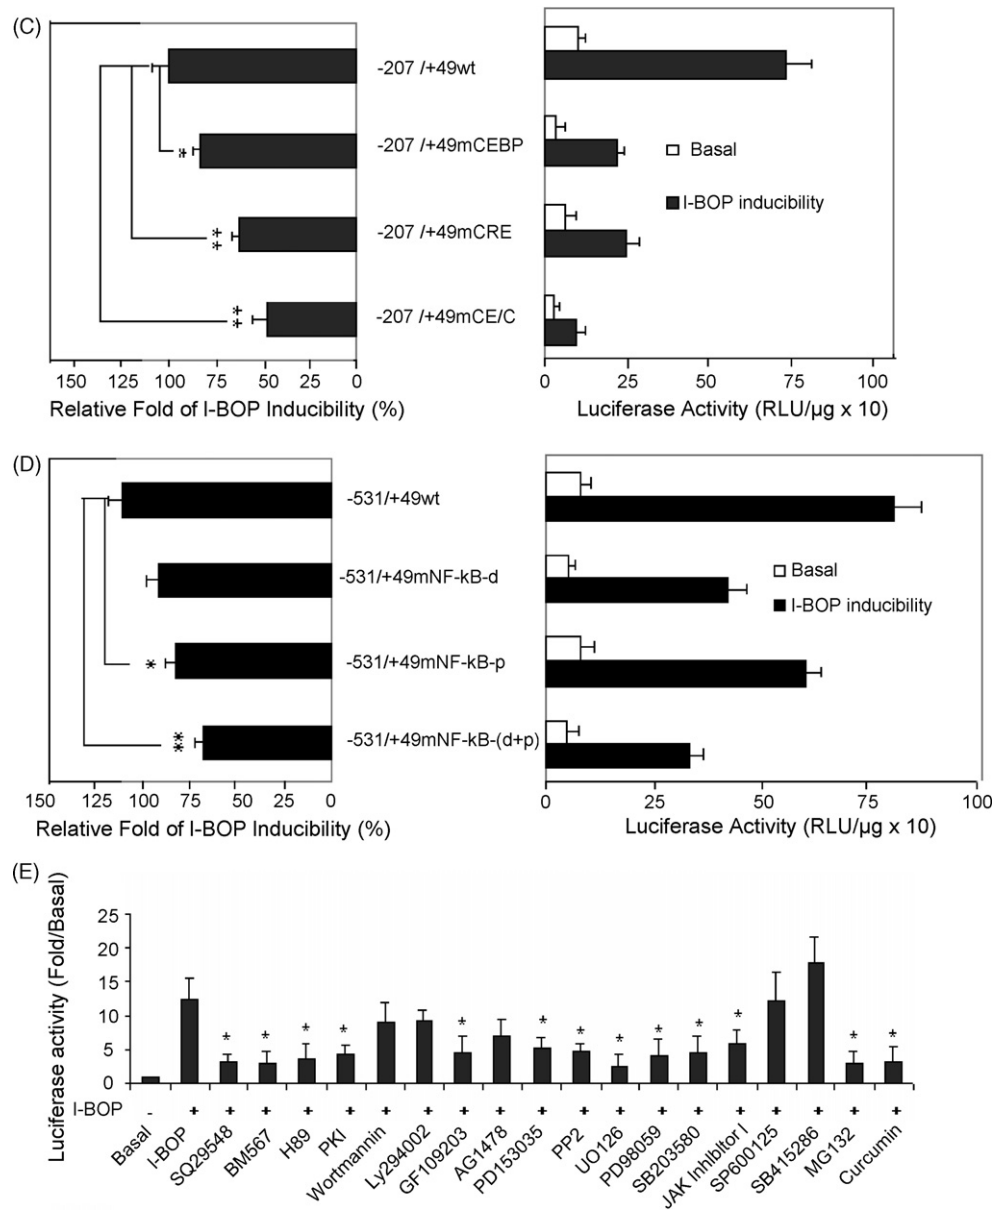 (C)
-207 /+49wt
*
-207 /+49mCEBP
Basal
**
-207 /+49mCRE
I-BOP inducibility
**
-207 /+49mCE/C
150 125 100 75 50 25 0
0 25 50 75 100
Relative Fold of I-BOP Inducibility (%)
Luciferase Activity (RLU/µg x 10)
(D)
-531/+49wt
-531/+49mNF-kB-d
Basal
I-BOP inducibility
*
-531/+49mNF-kB-p
**
-531/+49mNF-kB-(d+p)
150 125 100 75 50 25 0
0 25 50 75 100
Relative Fold of I-BOP Inducibility (%)
Luciferase Activity (RLU/µg x 10)
(E)
Luciferase activity (Fold/Basal)
25
20
15
10
5
0
* * * * * * * * * * * * *
I-BOP - + + + + + + + + + + + + + + + + + + +
Basal
I-BOP
SQ29548
BM567
H89
PKI
Wortmannin
Ly294002
GF109203
AG1478
PD153035
PP2
UO126
PD98059
SB203580
JAK Inhibitor I
SP600125
SB415286
MG132
Curcumin